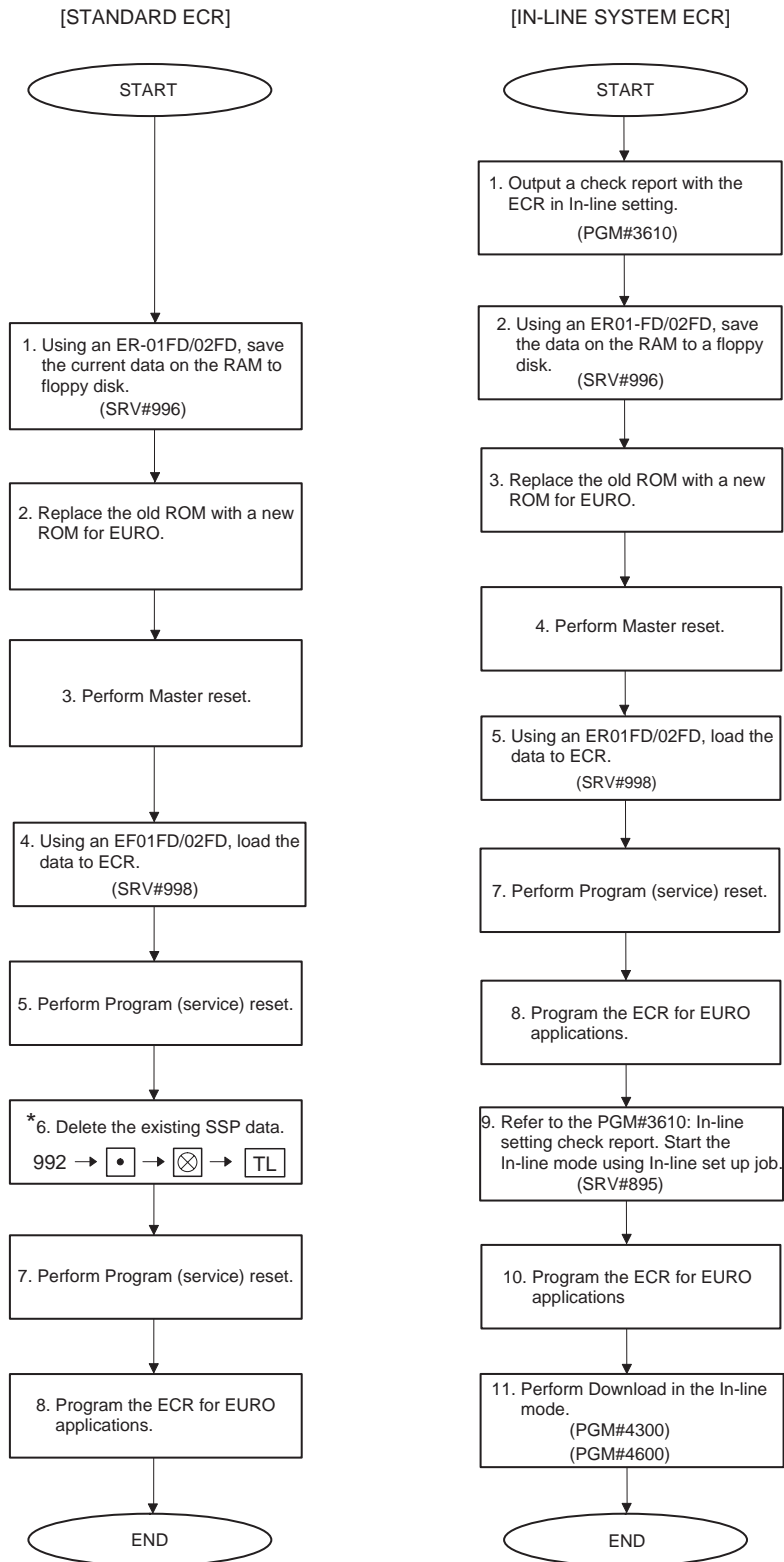 [STANDARD ECR]
START
1. Using an ER-01FD/02FD, save
the current data on the RAM to
floppy disk.
(SRV#996)
2. Replace the old ROM with a new
ROM for EURO.
3. Perform Master reset.
4. Using an EF01FD/02FD, load the
data to ECR.
(SRV#998)
5. Perform Program (service) reset.
*6. Delete the existing SSP data.
992 → • → ⊗ → TL
7. Perform Program (service) reset.
8. Program the ECR for EURO
applications.
END
[IN-LINE SYSTEM ECR]
START
1. Output a check report with the
ECR in In-line setting.
(PGM#3610)
2. Using an ER01-FD/02FD, save
the data on the RAM to a floppy
disk.
(SRV#996)
3. Replace the old ROM with a new
ROM for EURO.
4. Perform Master reset.
5. Using an ER01FD/02FD, load the
data to ECR.
(SRV#998)
7. Perform Program (service) reset.
8. Program the ECR for EURO
applications.
9. Refer to the PGM#3610: In-line
setting check report. Start the
In-line mode using In-line set up job.
(SRV#895)
10. Program the ECR for EURO
applications
11. Perform Download in the In-line
mode.
(PGM#4300)
(PGM#4600)
END